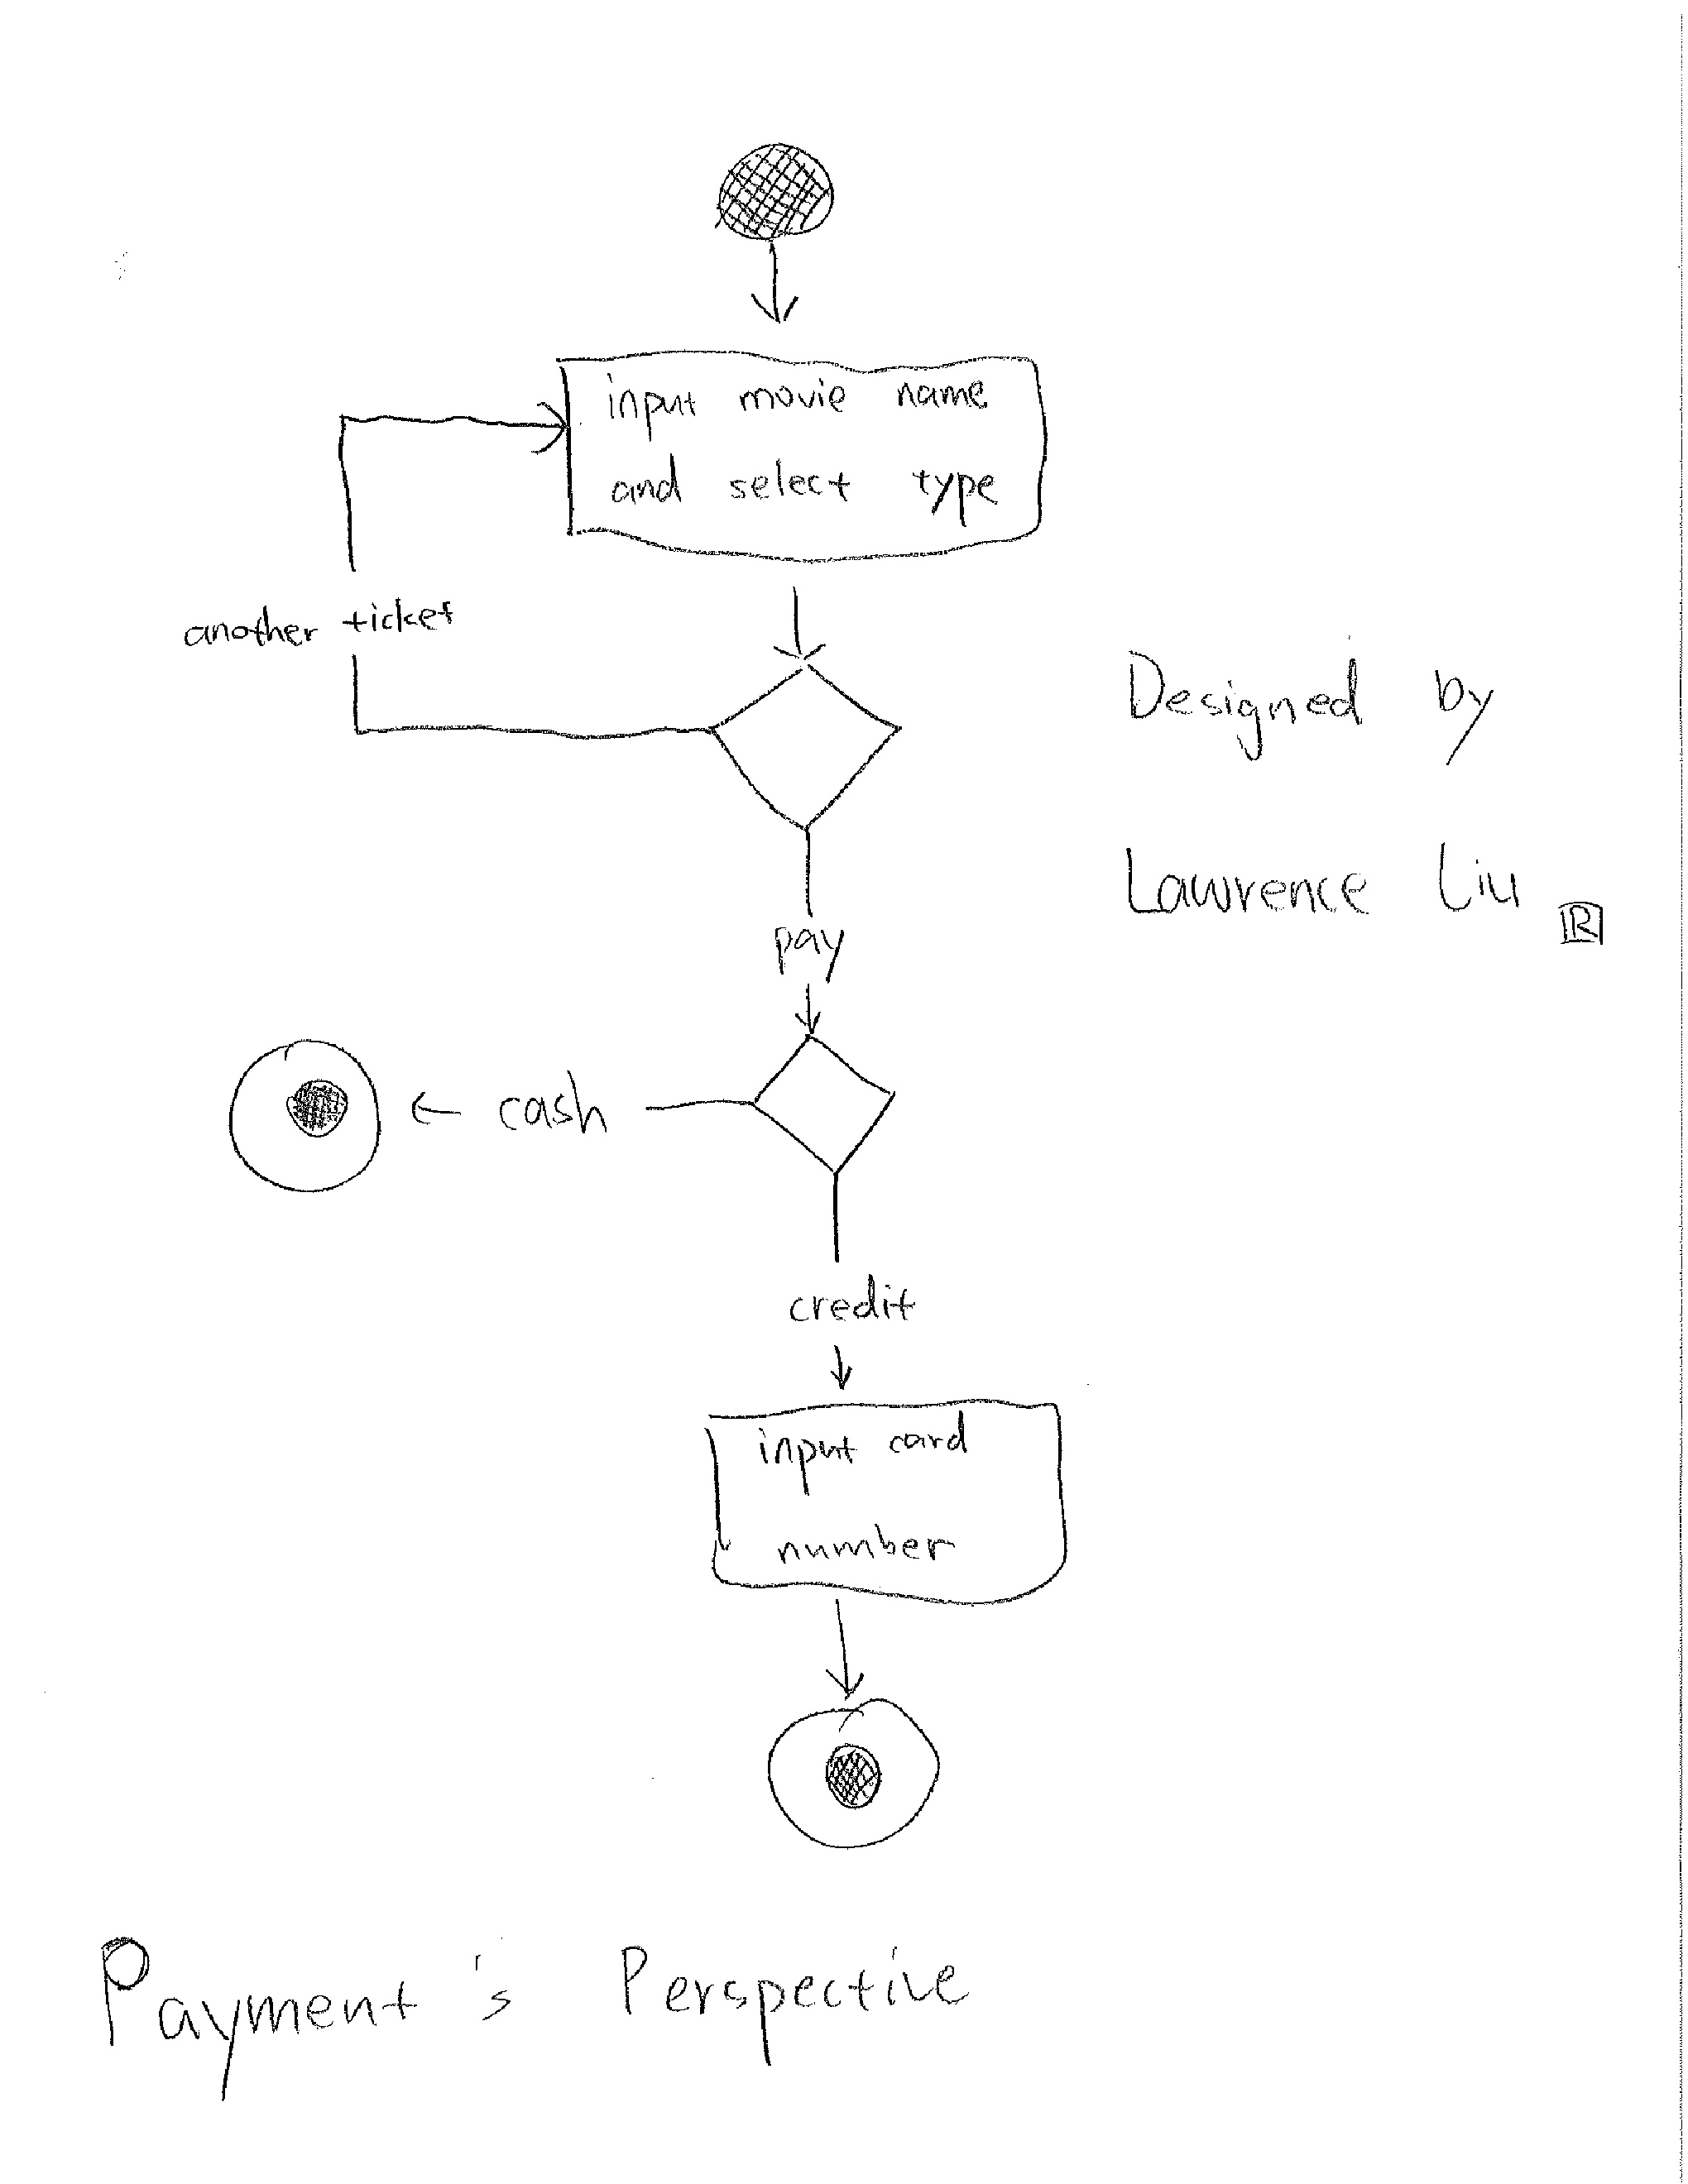 input movie name
and select type
another ticket
Designed by
Lawrence Liu R
pay
cash
credit
input card
number
Payment's Perspective